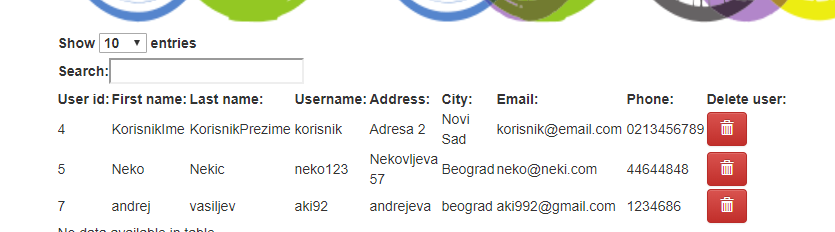 Show 10 entries
Search:
User id: First name: Last name: Username: Address: City: Email: Phone: Delete user:
4 KorisnikIme KorisnikPrezime korisnik Adresa 2 Novi Sad korisnik@email.com 0213456789
5 Neko Nekic neko123 Nekovljeva 57 Beograd neko@neki.com 44644848
7 andrej vasiljev aki92 andrejeva beograd aki992@gmail.com 1234686
No data available in table